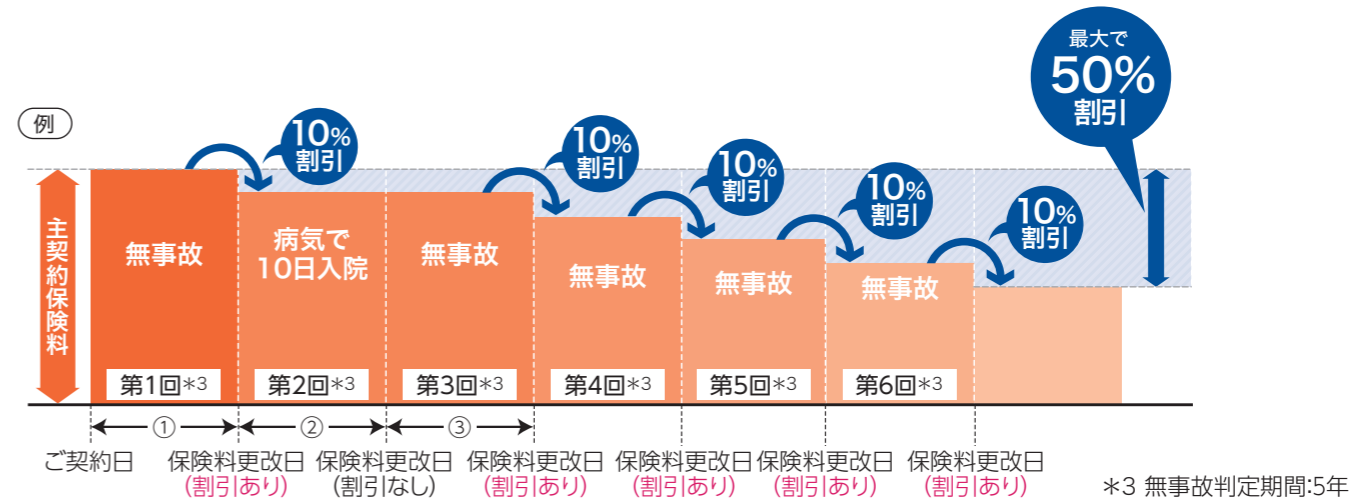 最大で
50%
割引
例
10%
割引
10%
割引
10%
割引
10%
割引
10%
割引
主契約保険料
無事故
病気で
10日入院
無事故
無事故
無事故
無事故
第1回*3
第2回*3
第3回*3
第4回*3
第5回*3
第6回*3
①
②
③
ご契約日
保険料更改日
(割引あり)
保険料更改日
(割引なし)
保険料更改日
(割引あり)
保険料更改日
(割引あり)
保険料更改日
(割引あり)
保険料更改日
(割引あり)
*3 無事故判定期間:5年